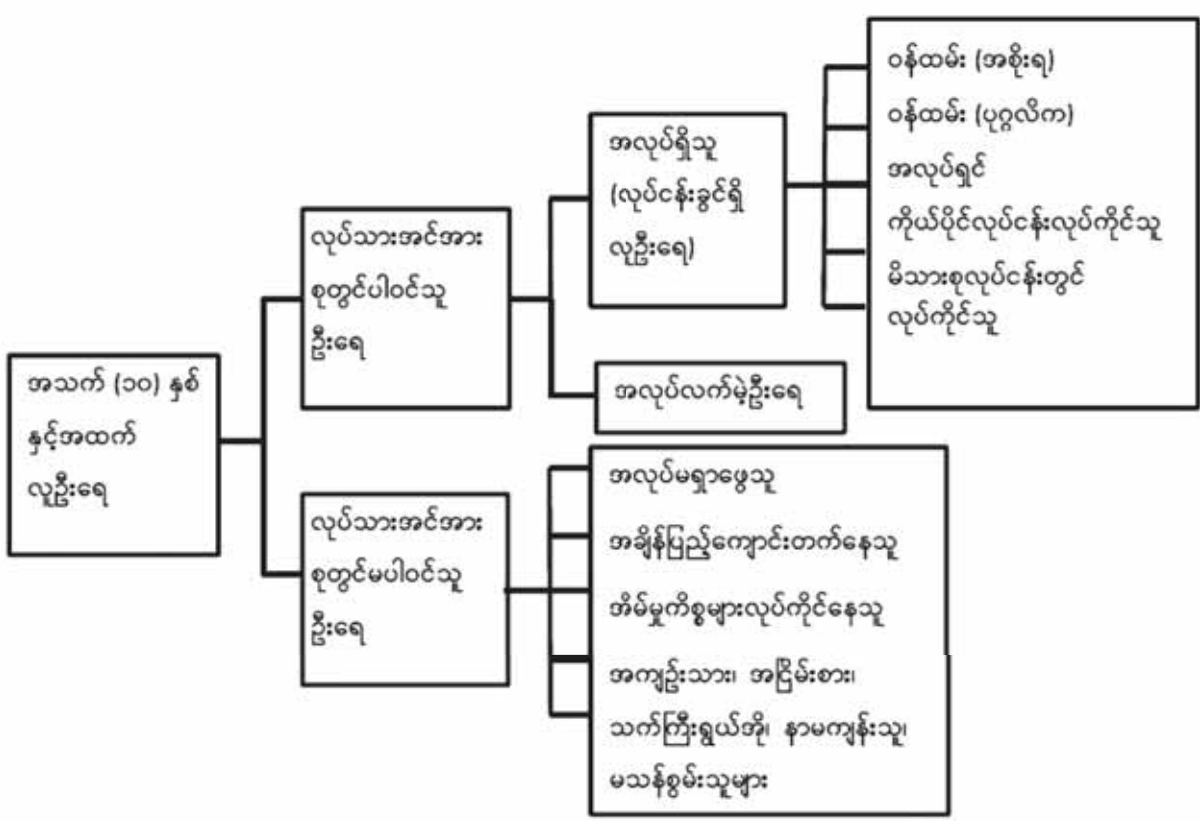 အသက် (၁၀) နှစ်
နှင့်အထက်
လူဦးရေ
လုပ်သားအင်အား
စုတွင်ပါဝင်သူ
ဦးရေ
လုပ်သားအင်အား
စုတွင်မပါဝင်သူ
ဦးရေ
အလုပ်ရှိသူ
(လုပ်ငန်းခွင်ရှိ
လူဦးရေ)
အလုပ်လက်မဲ့ဦးရေ
ဝန်ထမ်း (အစိုးရ)
ဝန်ထမ်း (ပုဂ္ဂလိက)
အလုပ်ရှင်
ကိုယ်ပိုင်လုပ်ငန်းလုပ်ကိုင်သူ
မိသားစုလုပ်ငန်းတွင်
လုပ်ကိုင်သူ
အလုပ်မရှာဖွေသူ
အချိန်ပြည့်ကျောင်းတက်နေသူ
အိမ်မှုကိစ္စများလုပ်ကိုင်နေသူ
အကျဉ်းသား၊ အငြိမ်းစား၊
သက်ကြီးရွယ်အို၊ နာမကျန်းသူ၊
မသန်စွမ်းသူများ